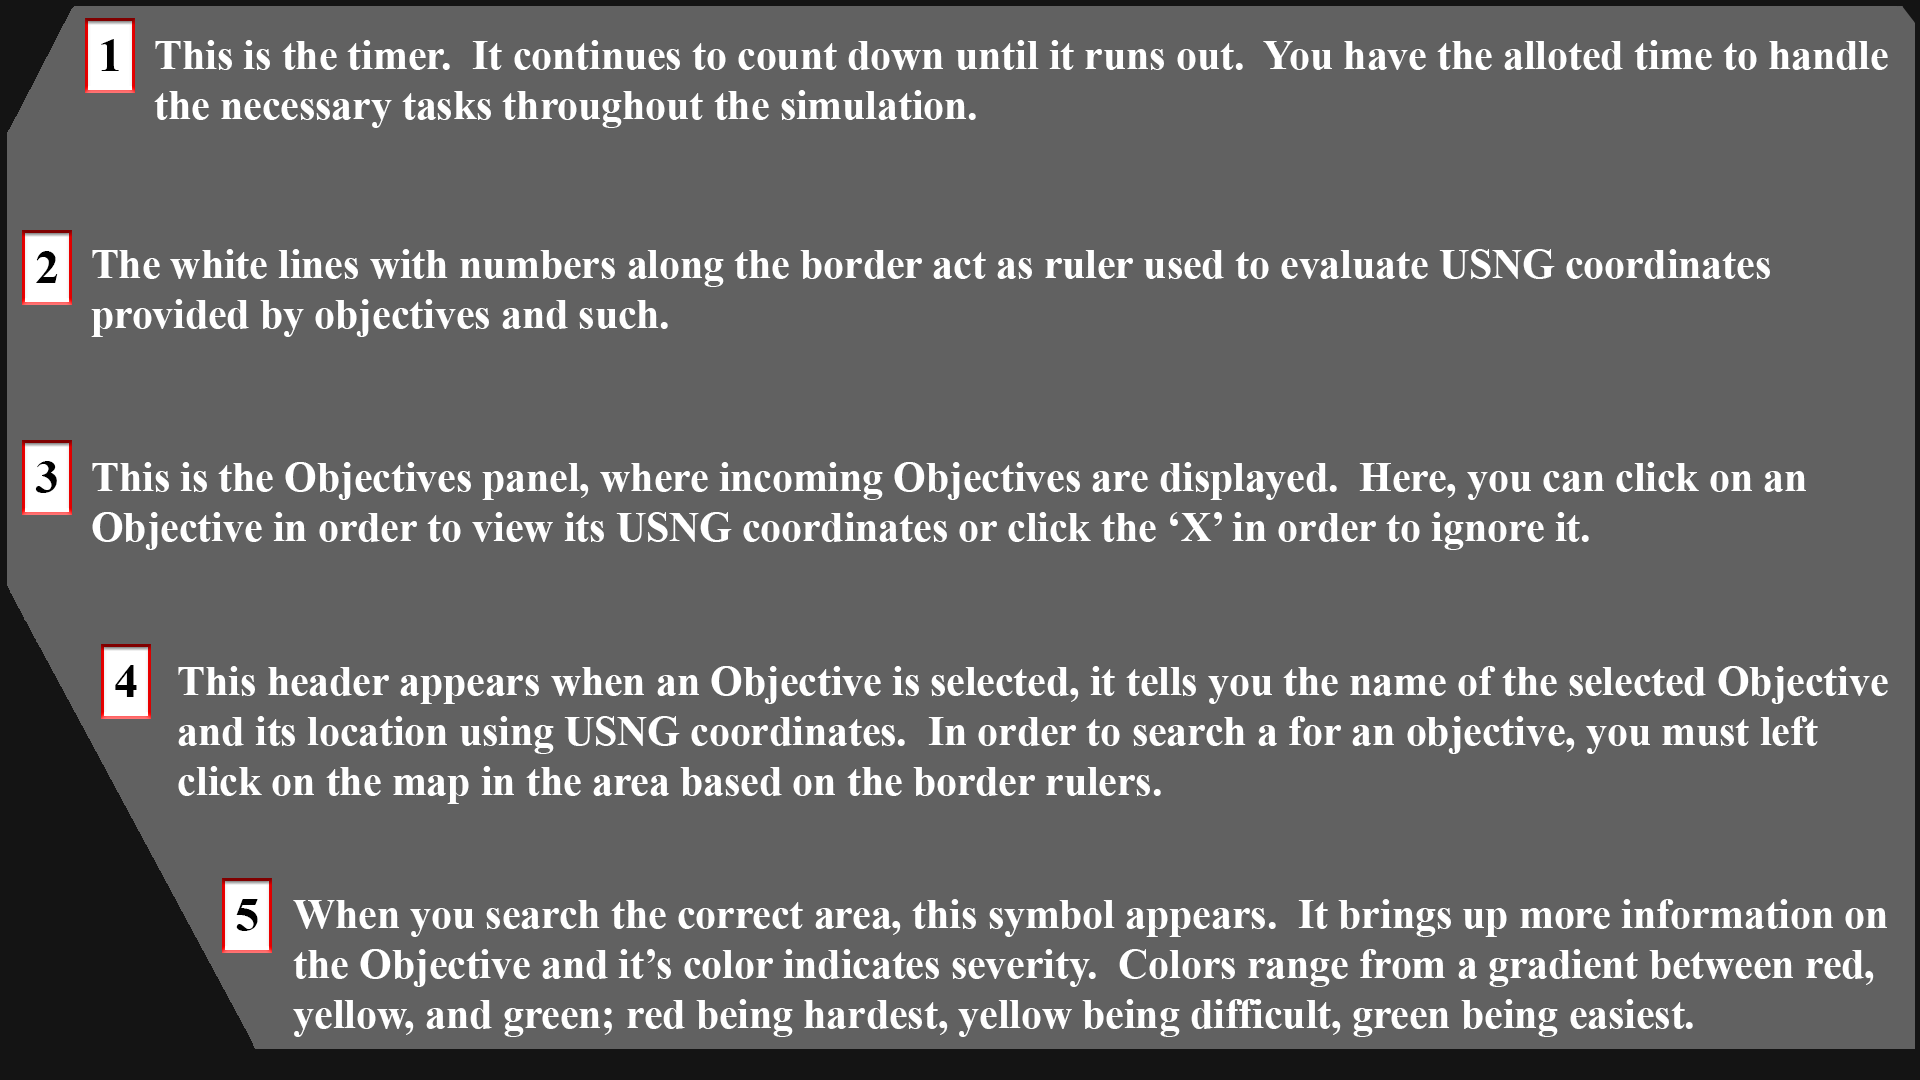 1 This is the timer.  It continues to count down until it runs out.  You have the alloted time to handle
the necessary tasks throughout the simulation.
2 The white lines with numbers along the border act as ruler used to evaluate USNG coordinates
provided by objectives and such.
3 This is the Objectives panel, where incoming Objectives are displayed.  Here, you can click on an
Objective in order to view its USNG coordinates or click the ‘X’ in order to ignore it.
4 This header appears when an Objective is selected, it tells you the name of the selected Objective
and its location using USNG coordinates.  In order to search a for an objective, you must left
click on the map in the area based on the border rulers.
5 When you search the correct area, this symbol appears.  It brings up more information on
the Objective and it’s color indicates severity.  Colors range from a gradient between red,
yellow, and green; red being hardest, yellow being difficult, green being easiest.